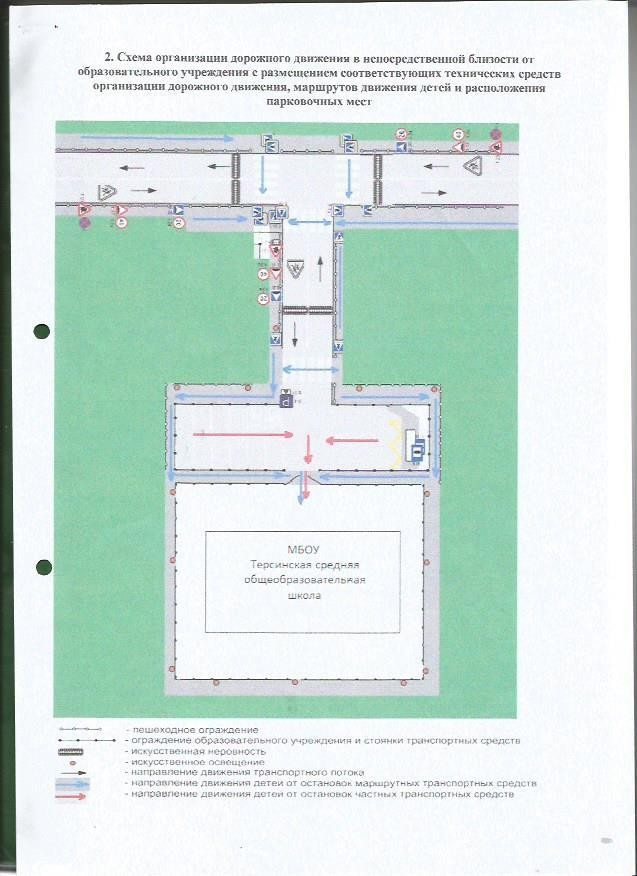 2. Схема организации дорожного движения в непосредственной близости от
образовательного учреждения с размещением соответствующих технических средств
организации дорожного движения, маршрутов движения детей и расположения
парковочных мест
P
МБОУ
Терсинская средняя
общеобразовательная
школа
- пешеходное ограждение
- ограждение образовательного учреждения и стоянки транспортных средств
- искусственная неровность
- искусственное освещение
- направление движения транспортного потока
- направление движения детей от остановок маршрутных транспортных средств
- направление движения детей от остановок частных транспортных средств